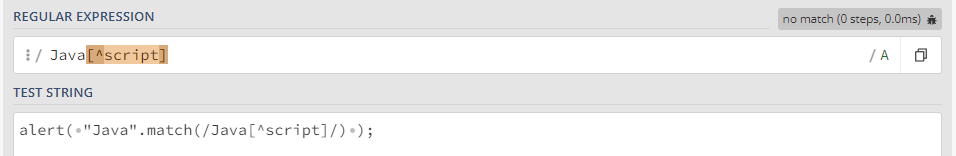 REGULAR EXPRESSION
no match (0 steps, 0.0ms)
/ Java[^script] / A
TEST STRING
alert(·"Java".match(/Java[^script]/)·);